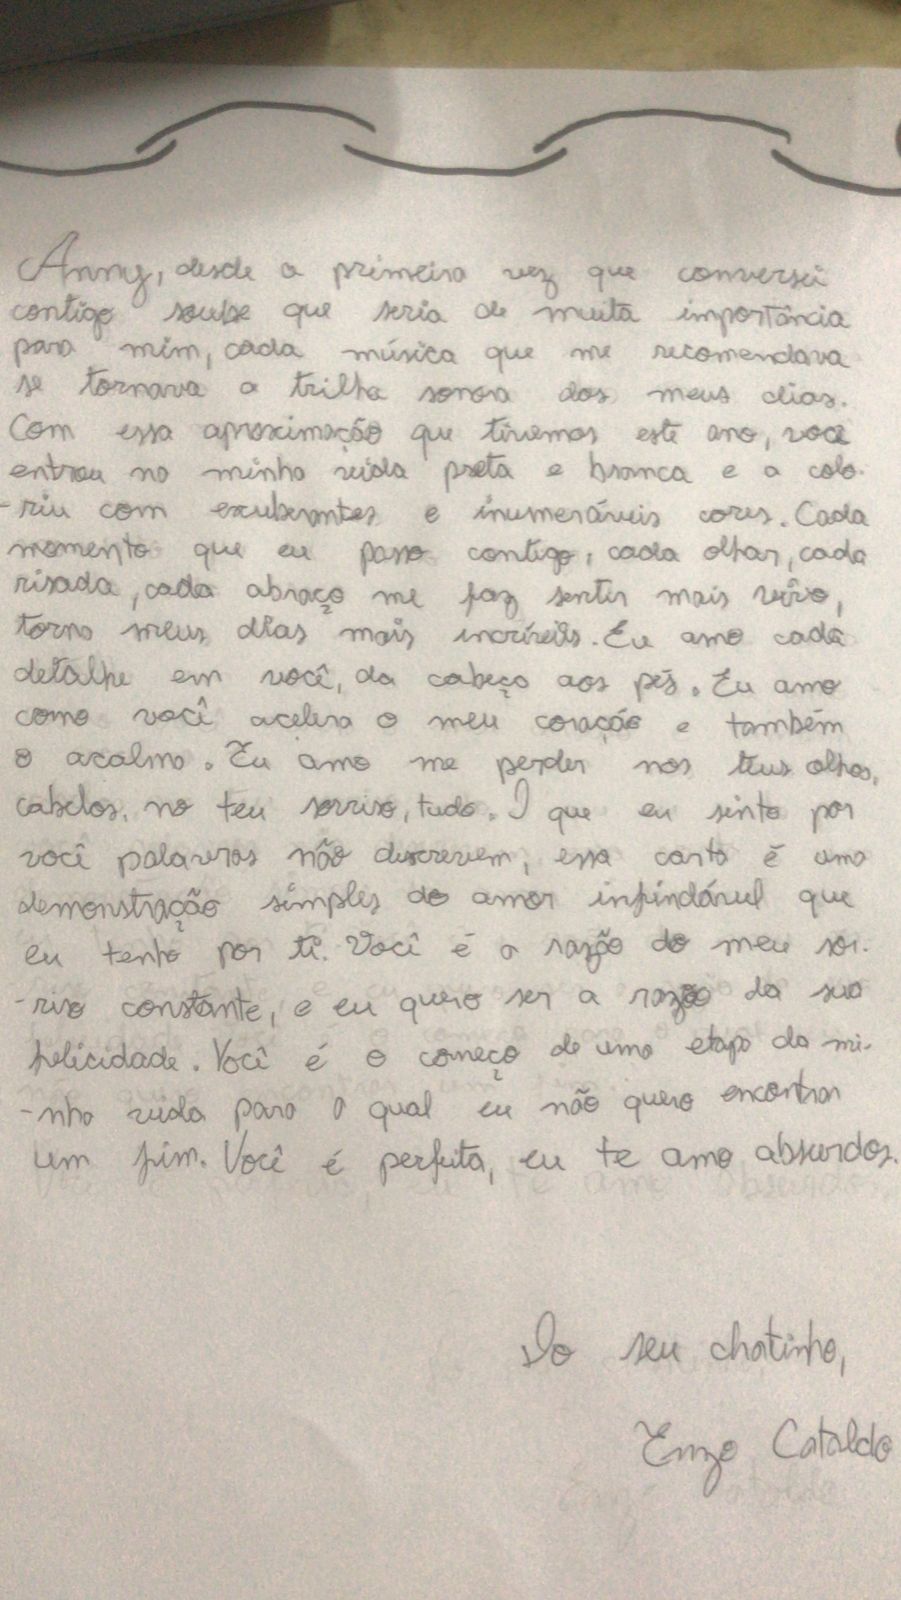 Anny, desde a primeira vez que conversei
contigo soube que seria de muita importância
para mim, cada música que me recomendava
se tornava a trilha sonora dos meus dias.
Com essa aproximação que tivemos este ano, você
entrou na minha vida preta e branca e a colo-
-riu com exuberantes e inumeráveis cores. Cada
momento que eu passo contigo, cada olhar, cada
risada, cada abraço me faz sentir mais vivo,
torna meus dias mais incríveis. Eu amo cada
detalhe em você, da cabeça aos pés. Eu amo
como você acelera o meu coração e também
o acalma. Eu amo me perder nos teus olhos,
cabelos, no teu sorriso, tudo. O que eu sinto por
você palavras não descrevem, essa carta é uma
demonstração simples do amor infindável que
eu tenho por ti. Você é a razão do meu sor-
-riso constante, e eu quero ser a razão da sua
felicidade. Você é o começo de uma etapa da mi-
-nha vida para a qual eu não quero encontrar
um fim. Você é perfeita, eu te amo absurdos.
Do seu chatinho,
Enzo Cataldo